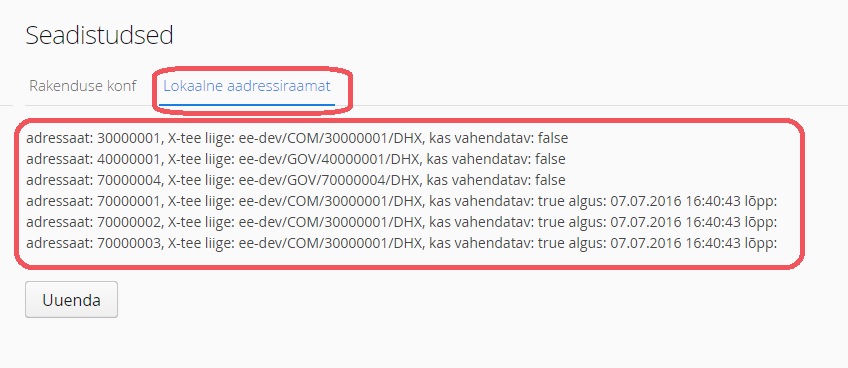 Seadistudsed
Rakenduse konf Lokaalne aadressiraamat
adressaat: 30000001, X-tee liige: ee-dev/COM/30000001/DHX, kas vahendatav: false
adressaat: 40000001, X-tee liige: ee-dev/GOV/40000001/DHX, kas vahendatav: false
adressaat: 70000004, X-tee liige: ee-dev/GOV/70000004/DHX, kas vahendatav: false
adressaat: 70000001, X-tee liige: ee-dev/COM/30000001/DHX, kas vahendatav: true algus: 07.07.2016 16:40:43 lõpp:
adressaat: 70000002, X-tee liige: ee-dev/COM/30000001/DHX, kas vahendatav: true algus: 07.07.2016 16:40:43 lõpp:
adressaat: 70000003, X-tee liige: ee-dev/COM/30000001/DHX, kas vahendatav: true algus: 07.07.2016 16:40:43 lõpp:
Uuenda